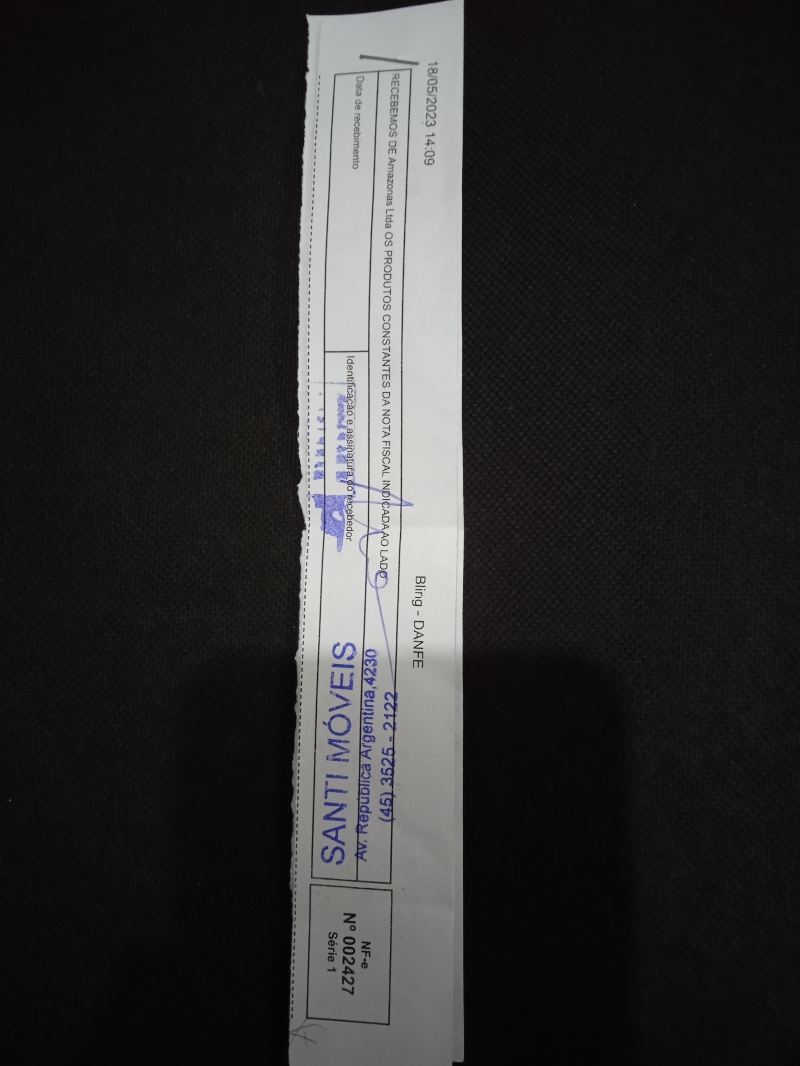 18/05/2023 14:09
Bling - DANFE
RECEBEMOS DE Amazonas Ltda OS PRODUTOS CONSTANTES DA NOTA FISCAL INDICADA AO LADO
Data de recebimento
Identificação e assinatura do recebedor
SANTI MÓVEIS
Av. República Argentina, 4230
(45) 3525 - 2122
NF-e
Nº 002427
Série 1